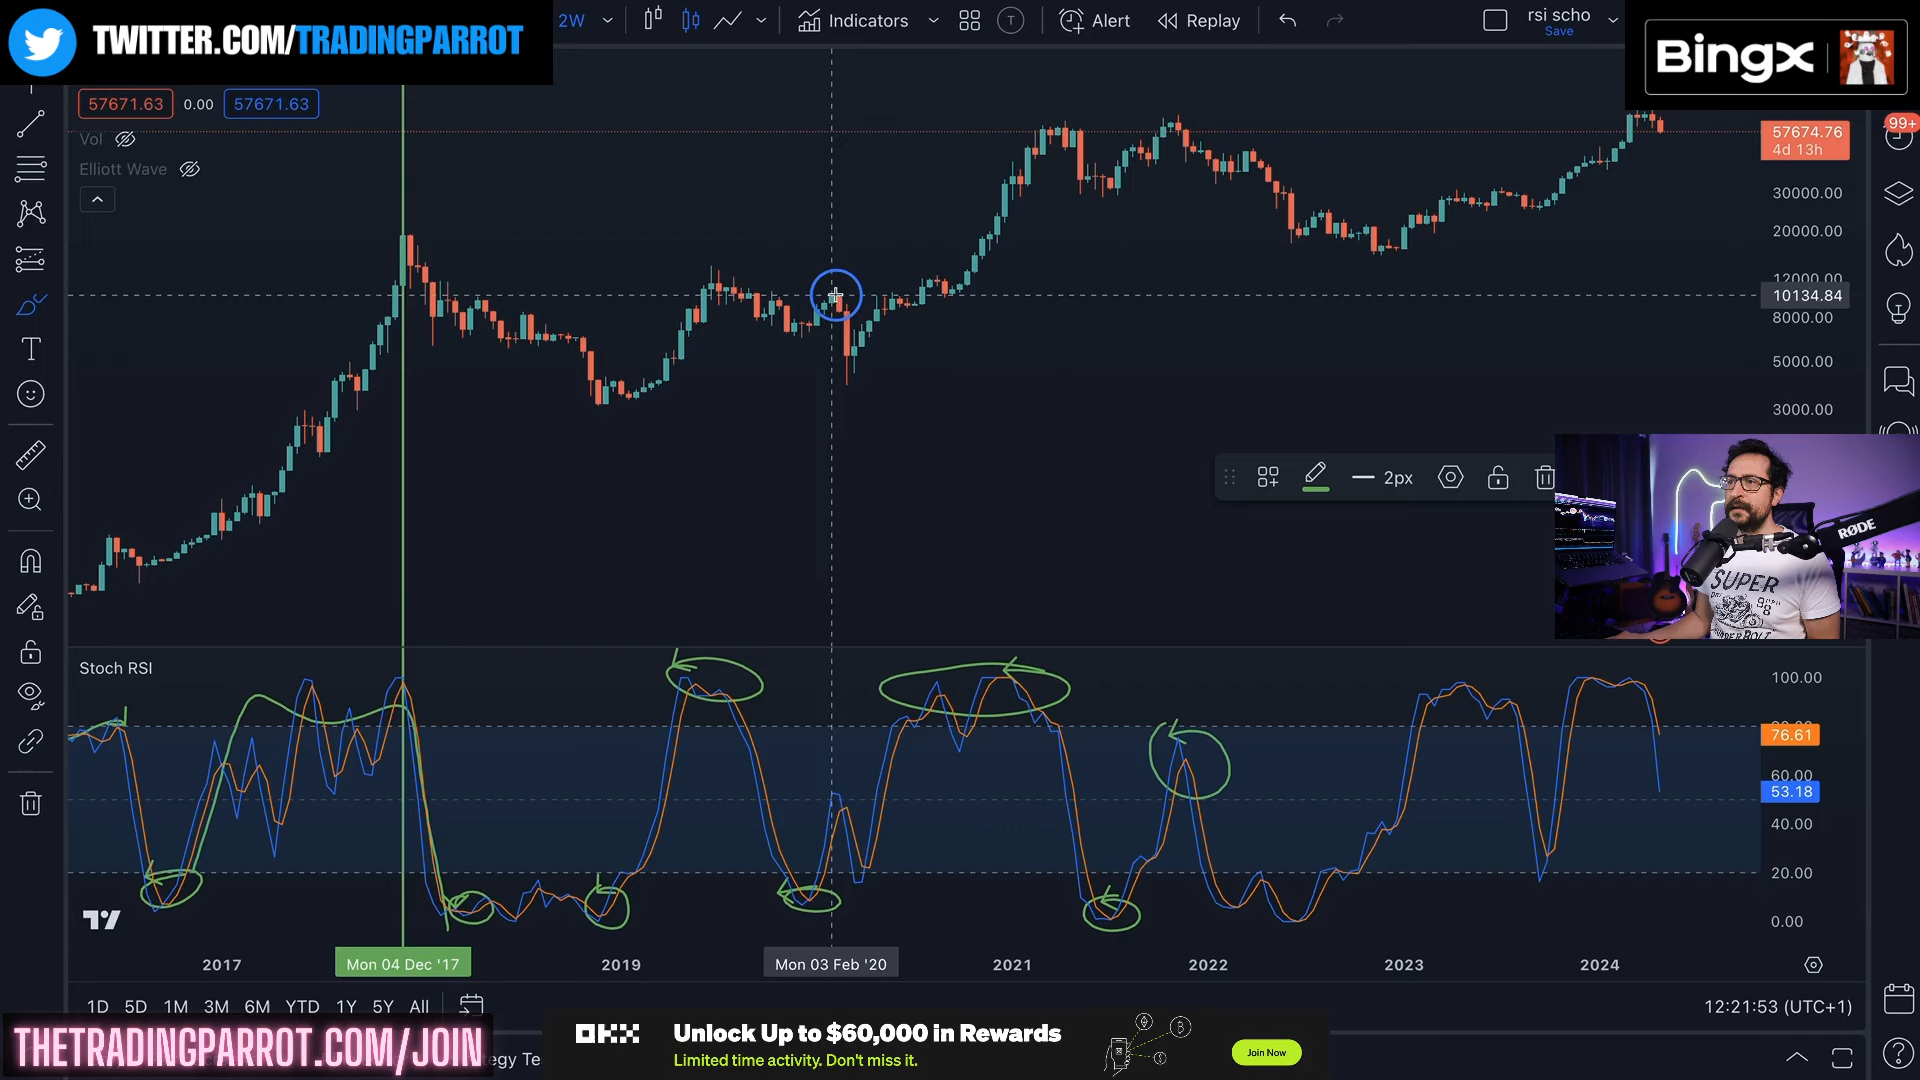 TWITTER.COM/TRADINGPARROT
2W
Indicators
T
Alert
Replay
rsi scho
Save
BingX
57671.63 0.00 57671.63
Vol
Elliott Wave
99+
57674.76
4d 13h
30000.00
20000.00
12000.00
10134.84
8000.00
5000.00
3000.00
2px
RØDE
SUPER
98
Stoch RSI
100.00
76.61
60.00
53.18
40.00
20.00
0.00
2017
Mon 04 Dec '17
2019
Mon 03 Feb '20
2021
2022
2023
2024
1D 5D 1M 3M 6M YTD 1Y 5Y All
12:21:53 (UTC+1)
THETRADINGPARROT.COM/JOIN
egy Te
OKX
Unlock Up to $60,000 in Rewards
Limited time activity. Don't miss it.
Join Now